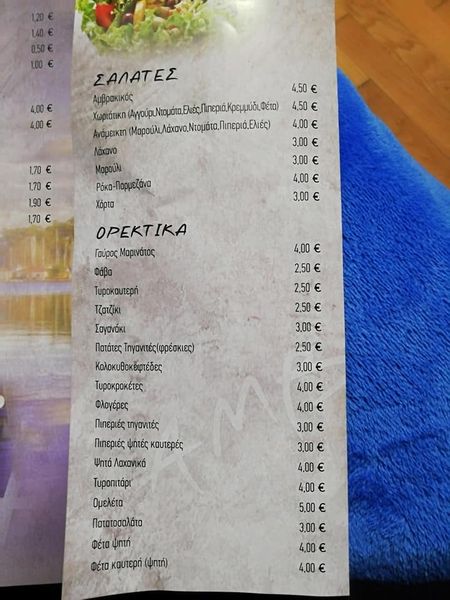 1,20 €
1,40 €
0,50 €
1,00 €
4,00 €
4,00 €
1,70 €
1,70 €
1,90 €
1,70 €
ΣΑΛΑΤΕΣ
Αμβρακικός 4,50 €
Χωριάτικη (Αγγούρι,Ντομάτα,Ελιές,Πιπεριά,Κρεμμύδι,Φέτα) 4,50 €
Ανάμεικτη (Μαρούλι,Λάχανο,Ντομάτα,Πιπεριά,Ελιές) 4,00 €
Λάχανο 3,00 €
Μαρούλι 3,00 €
Ρόκα-Παρμεζάνα 4,00 €
Χόρτα 3,00 €
ΟΡΕΚΤΙΚΑ
Γαύρος Μαρινάτος 4,00 €
Φάβα 2,50 €
Τυροκαυτερή 2,50 €
Τζατζίκι 2,50 €
Σαγανάκι 3,00 €
Πατάτες Τηγανιτές(φρέσκιες) 2,50 €
Κολοκυθοκεφτέδες 3,00 €
Τυροκροκέτες 4,00 €
Φλογέρες 4,00 €
Πιπεριές τηγανιτές 3,00 €
Πιπεριές ψητές καυτερές 3,00 €
Ψητά Λαχανικά 4,00 €
Τυροπιτάρι 4,00 €
Ομελέτα 5,00 €
Πατατοσαλάτα 3,00 €
Φέτα ψητή 4,00 €
Φέτα καυτερή (ψητή) 4,00 €